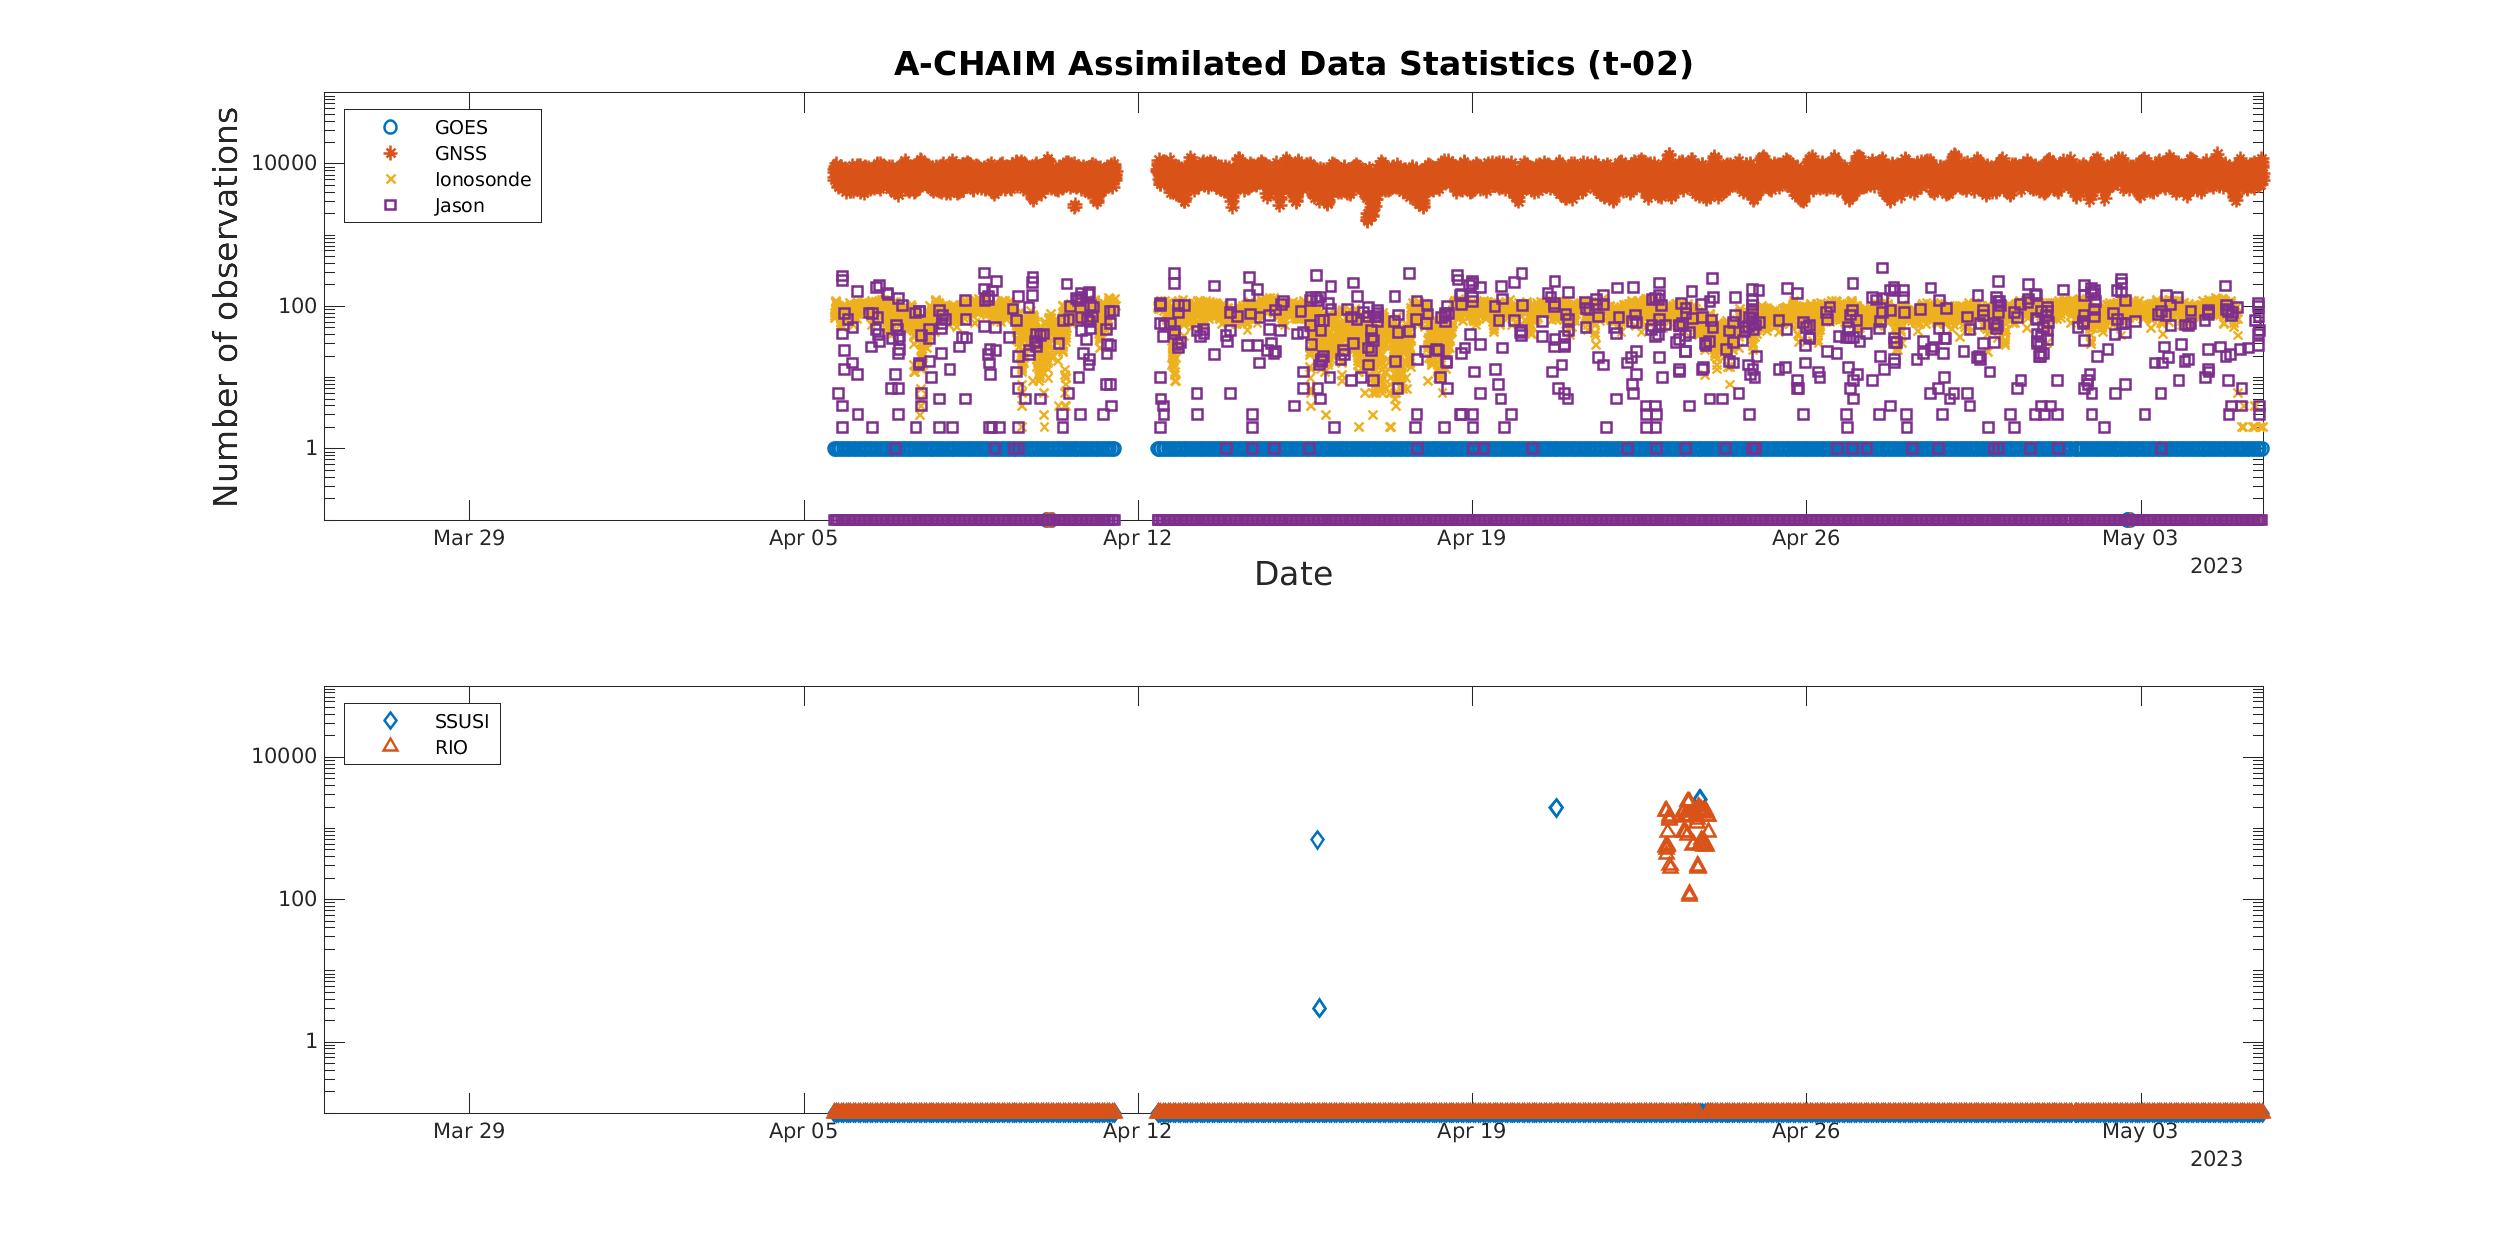 A-CHAIM Assimilated Data Statistics (t-02)
Number of observations
10000
100
1
GOES
GNSS
Ionosonde
Jason
Mar 29
Apr 05
Apr 12
Apr 19
Apr 26
May 03
2023
Date
10000
100
1
SSUSI
RIO
Mar 29
Apr 05
Apr 12
Apr 19
Apr 26
May 03
2023